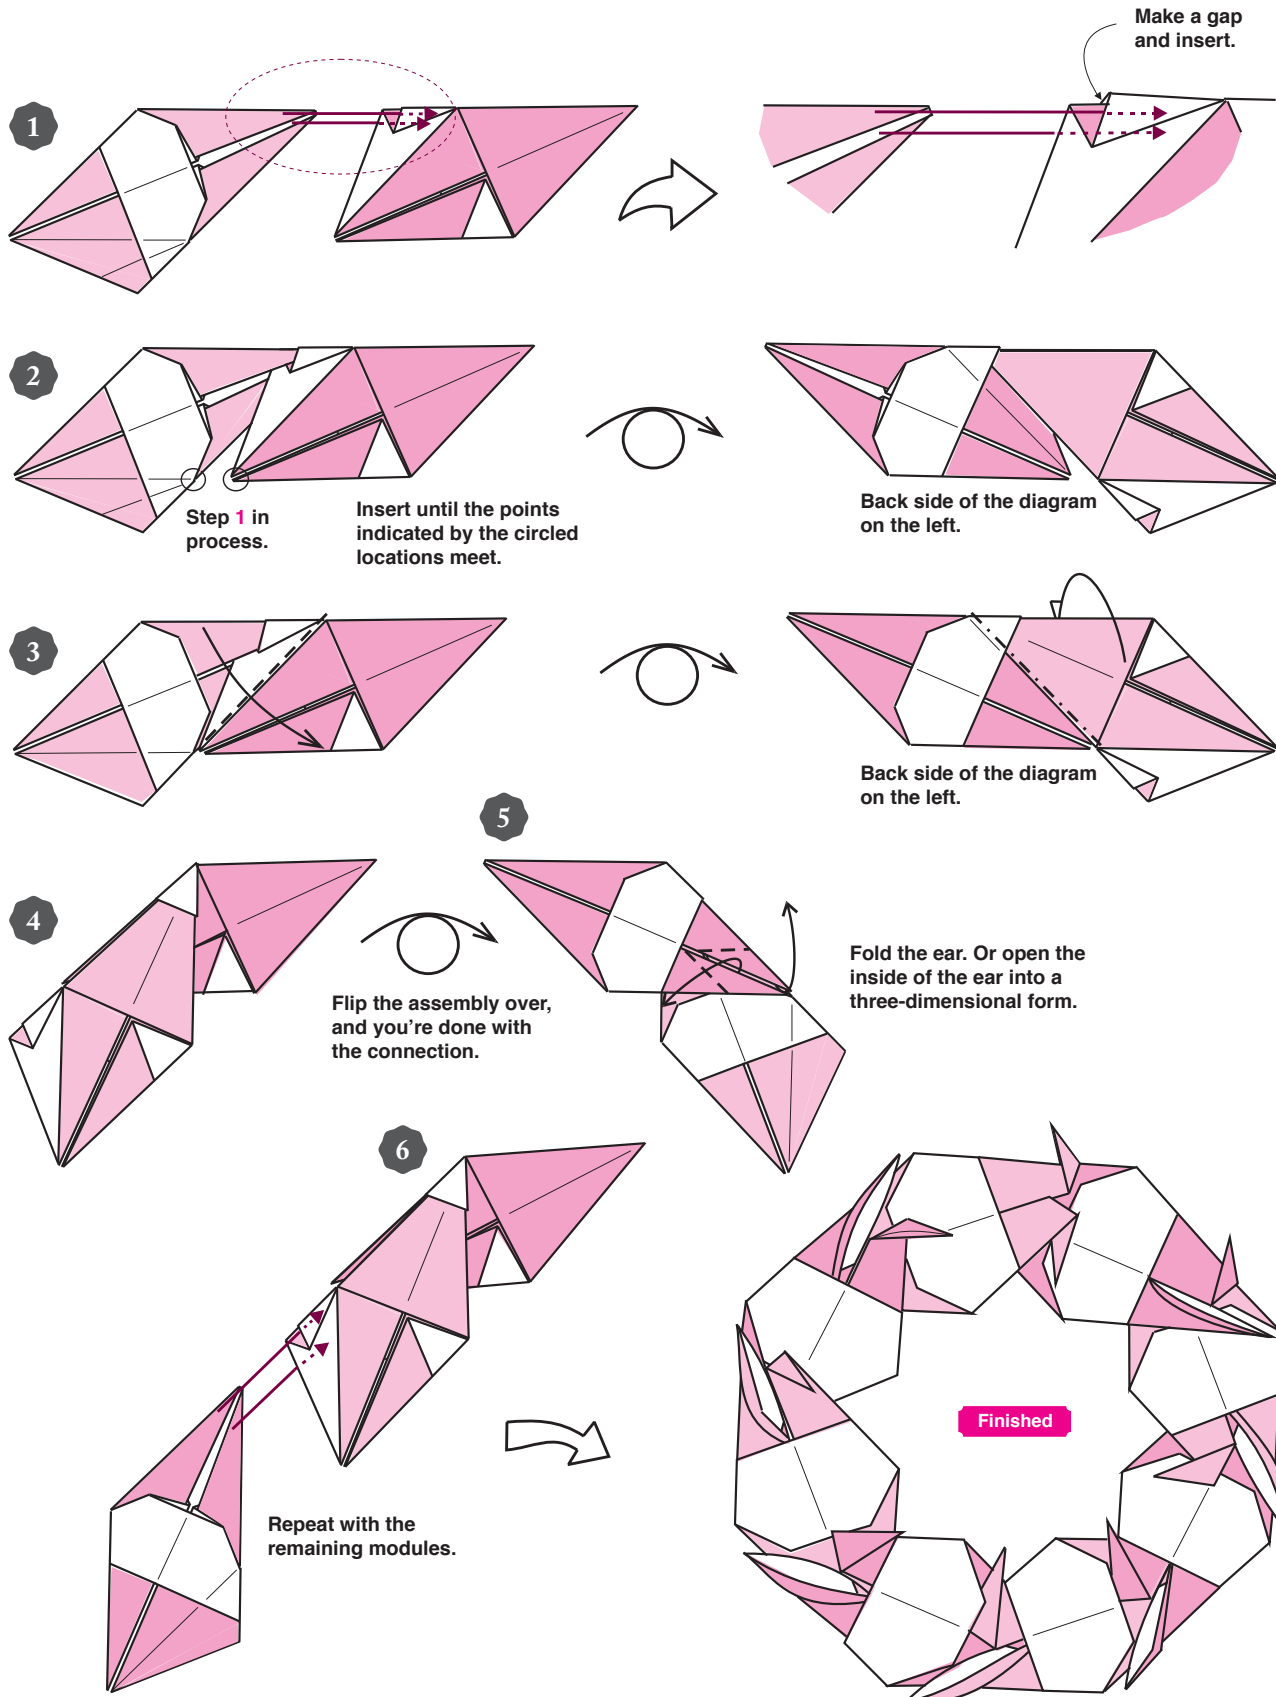 Make a gap
and insert.
1
2
Step 1 in
process.
Insert until the points
indicated by the circled
locations meet.
Back side of the diagram
on the left.
3
Back side of the diagram
on the left.
4
Flip the assembly over,
and you're done with
the connection.
5
Fold the ear. Or open the
inside of the ear into a
three-dimensional form.
6
Repeat with the
remaining modules.
Finished